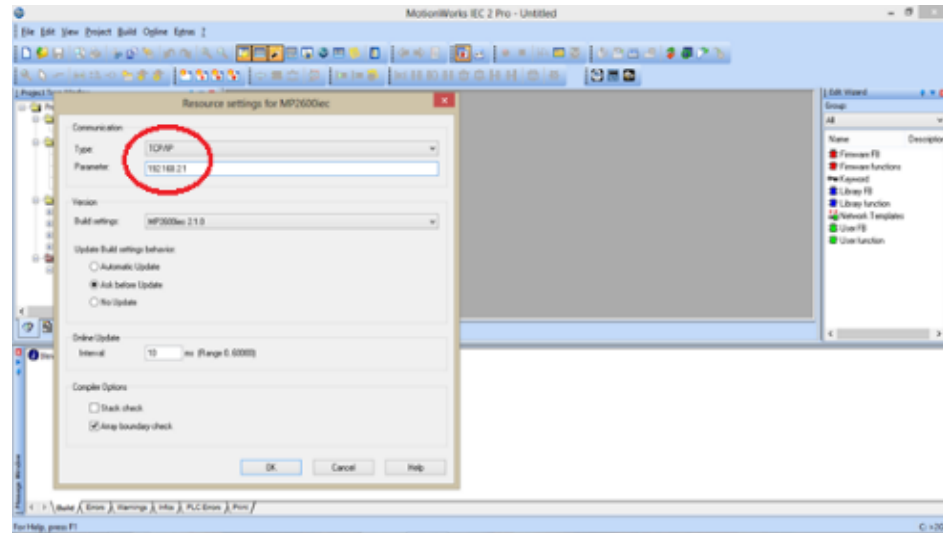 MotionWorks IEC 2 Pro - Untitled
File Edit View Project Build Online Extras ?
Resource settings for MP2600iec
Communication
Type: TCP/IP
Parameter: 192.168.2.1
Version
Build settings: MP2600iec 2.1.0
Update Build settings behavior:
Automatic Update
Ask before Update
No Update
Online Update
Interval: 10 ms (Range 0..60000)
Compiler Options
Stack check
Array boundary check
OK Cancel Help
Edit Wizard
Group:
All
Name Descriptio
Firmware FB
Firmware functions
Keyword
Library FB
Library function
Network Templates
User FB
User function
Message Window
Build Errors Warnings Infos PLC Errors Print
For Help, press F1